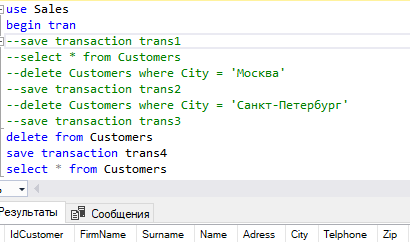 use Sales
begin tran
--save transaction trans1
--select * from Customers
--delete Customers where City = 'Москва'
--save transaction trans2
--delete Customers where City = 'Санкт-Петербург'
--save transaction trans3
delete from Customers
save transaction trans4
select * from Customers
Результаты Сообщения
IdCustomer FirmName Surname Name Adress City Telphone Zip